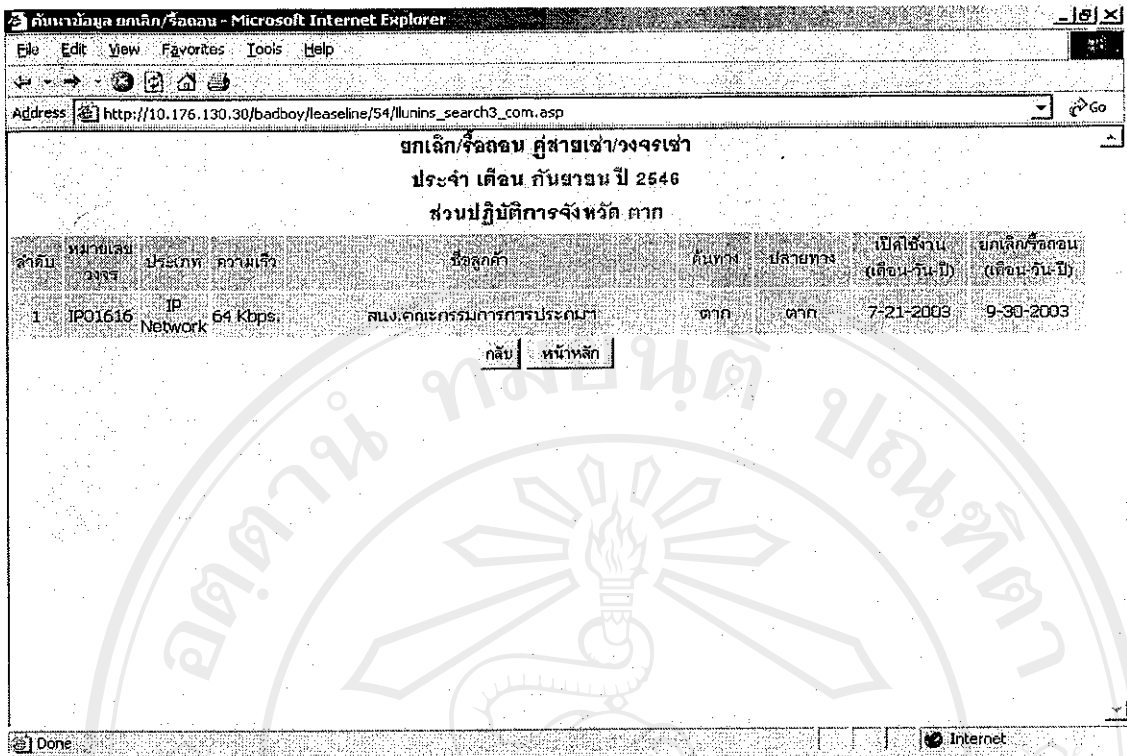 ค้นหาข้อมูล ยกเลิก/รื้อถอน - Microsoft Internet Explorer
File Edit View Favorites Tools Help
Address http://10.176.130.30/badboy/leaseline/54/llunins_search3_com.asp Go
ยกเลิก/รื้อถอน คู่สายเช่า/วงจรเช่า
ประจำ เดือน กันยายน ปี 2546
ส่วนปฏิบัติการจังหวัด ตาก
ลำดับ หมายเลขวงจร ประเภท ความเร็ว ชื่อลูกค้า ต้นทาง ปลายทาง เปิดใช้งาน (เดือน-วัน-ปี) ยกเลิก/รื้อถอน (เดือน-วัน-ปี)
1 IP01616 IP Network 64 Kbps. สนง.คณะกรรมการการประถมฯ ตาก ตาก 7-21-2003 9-30-2003
กลับ หน้าหลัก
Done Internet